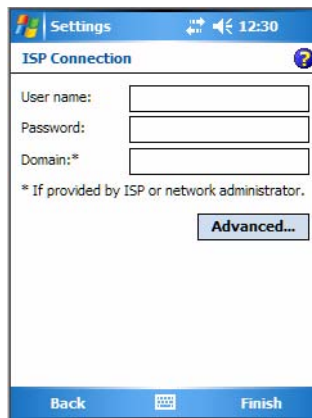 Settings 12:30
ISP Connection ?
User name:
Password:
Domain:*
* If provided by ISP or network administrator.
Advanced...
Back Finish